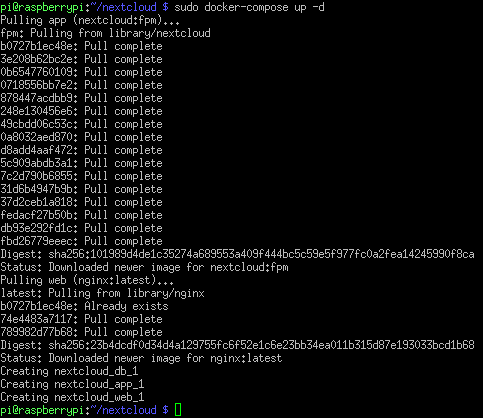 pi@raspberrypi:~/nextcloud $ sudo docker-compose up -d
Pulling app (nextcloud:fpm)...
fpm: Pulling from library/nextcloud
b0727b1ec48e: Pull complete
3e208b62bc2e: Pull complete
0b6547760109: Pull complete
0718556bb7e2: Pull complete
878447acdbb9: Pull complete
248e130456e6: Pull complete
49cbdd06c53c: Pull complete
0a8032aed870: Pull complete
d8add4aaf472: Pull complete
5c909abdb3a1: Pull complete
7c2d790b6855: Pull complete
31d6b4947b9b: Pull complete
37d2ceb1a818: Pull complete
fedacf27b50b: Pull complete
db93e292fd1c: Pull complete
fbd26779eeec: Pull complete
Digest: sha256:101989d4de1c35274a689553a409f444bc5c59e5f977fc0a2fea14245990f8ca
Status: Downloaded newer image for nextcloud:fpm
Pulling web (nginx:latest)...
latest: Pulling from library/nginx
b0727b1ec48e: Already exists
74e4483a7117: Pull complete
789982d77b68: Pull complete
Digest: sha256:23b4dcdf0d34d4a129755fc6f52e1c6e23bb34ea011b315d87e193033bcd1b68
Status: Downloaded newer image for nginx:latest
Creating nextcloud_db_1
Creating nextcloud_app_1
Creating nextcloud_web_1
pi@raspberrypi:~/nextcloud $